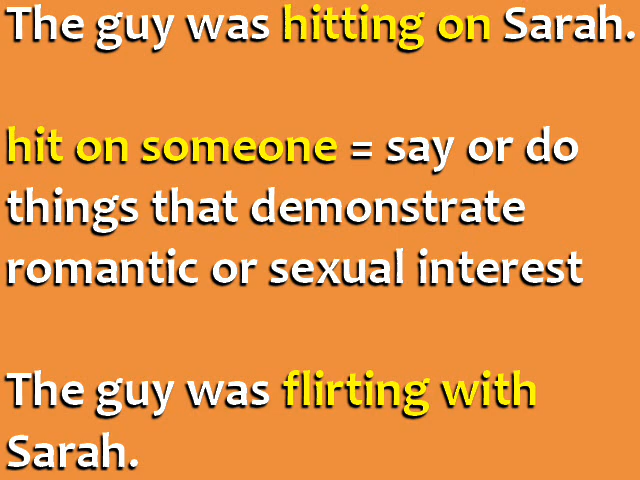 The guy was hitting on Sarah.
hit on someone = say or do
things that demonstrate
romantic or sexual interest
The guy was flirting with
Sarah.